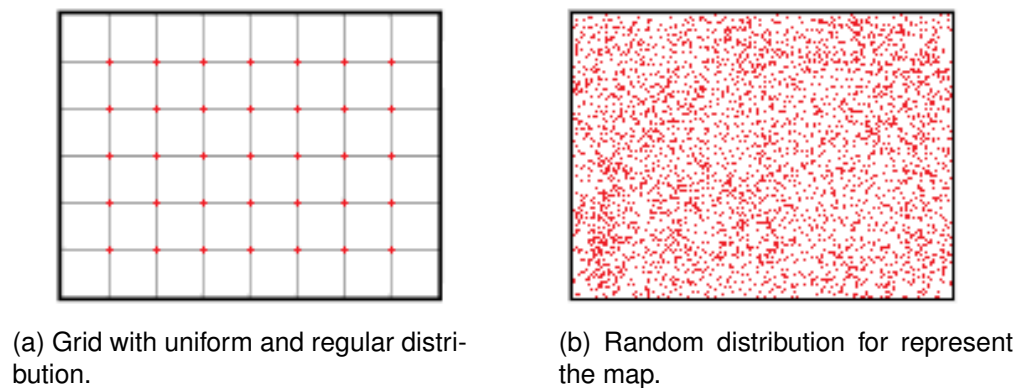 (a) Grid with uniform and regular distri-
bution.
(b) Random distribution for represent
the map.